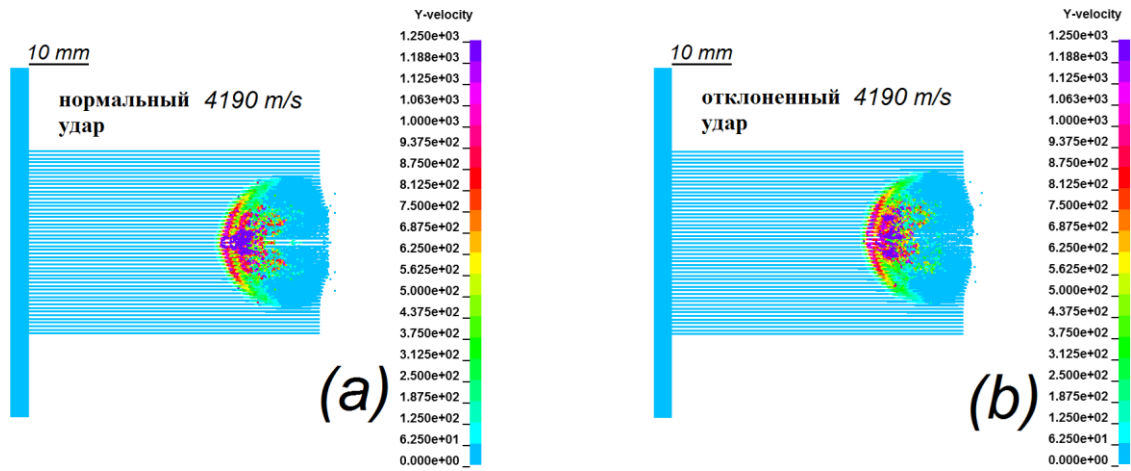 Y-velocity
10 mm
нормальный 4190 m/s
удар
1.250e+03
1.188e+03
1.125e+03
1.063e+03
1.000e+03
9.375e+02
8.750e+02
8.125e+02
7.500e+02
6.875e+02
6.250e+02
5.625e+02
5.000e+02
4.375e+02
3.750e+02
3.125e+02
2.500e+02
1.875e+02
1.250e+02
6.250e+01
0.000e+00
(a)
Y-velocity
10 mm
отклоненный 4190 m/s
удар
1.250e+03
1.188e+03
1.125e+03
1.063e+03
1.000e+03
9.375e+02
8.750e+02
8.125e+02
7.500e+02
6.875e+02
6.250e+02
5.625e+02
5.000e+02
4.375e+02
3.750e+02
3.125e+02
2.500e+02
1.875e+02
1.250e+02
6.250e+01
0.000e+00
(b)